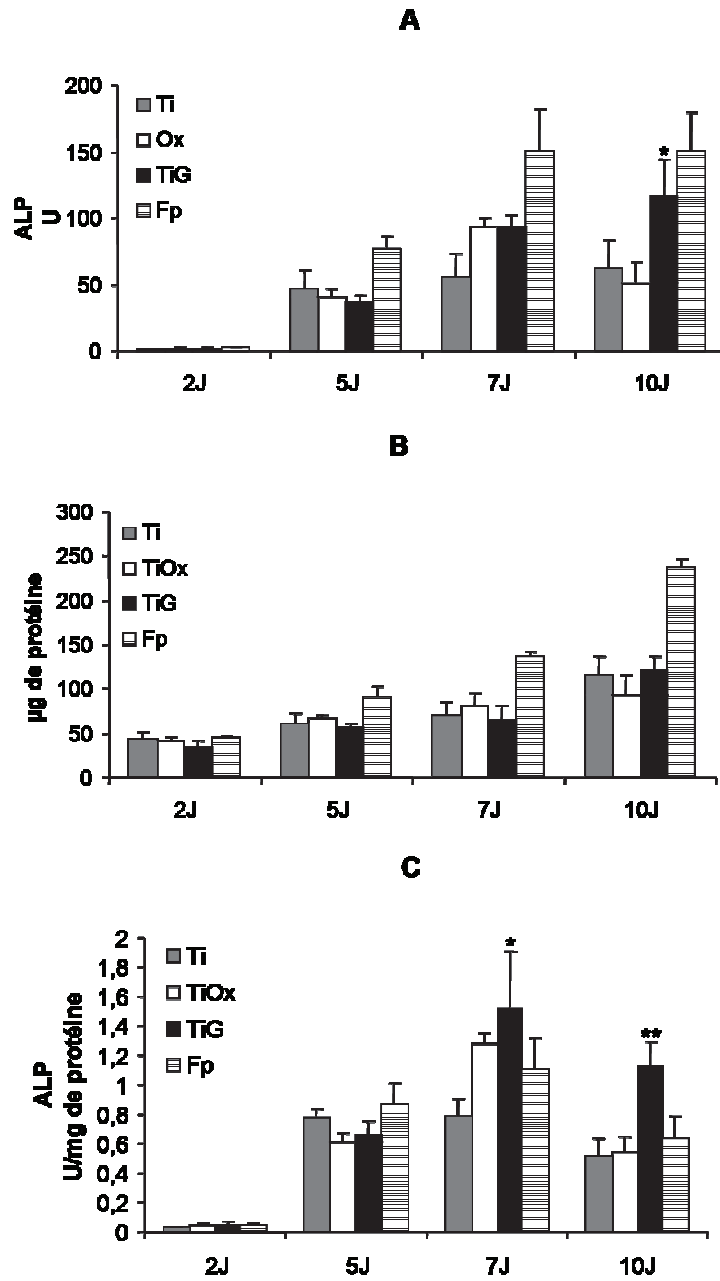 A
200
150
100
50
0
ALP
U
Ti
Ox
TiG
Fp
*
2J 5J 7J 10J
B
300
250
200
150
100
50
0
µg de protéine
Ti
TiOx
TiG
Fp
2J 5J 7J 10J
C
2
1,8
1,6
1,4
1,2
1
0,8
0,6
0,4
0,2
0
ALP
U/mg de protéine
Ti
TiOx
TiG
Fp
*
**
2J 5J 7J 10J